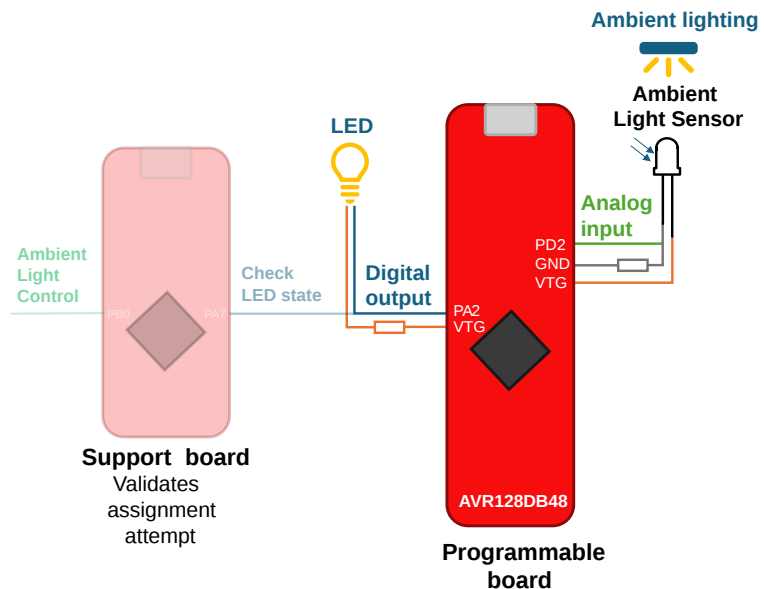 Ambient lighting
Ambient
Light Sensor
LED
Analog
input
PD2
GND
VTG
Ambient
Light
Control
Check
LED state
Digital
output
PB0
PA7
PA2
VTG
Support board
Validates
assignment
attempt
AVR128DB48
Programmable
board